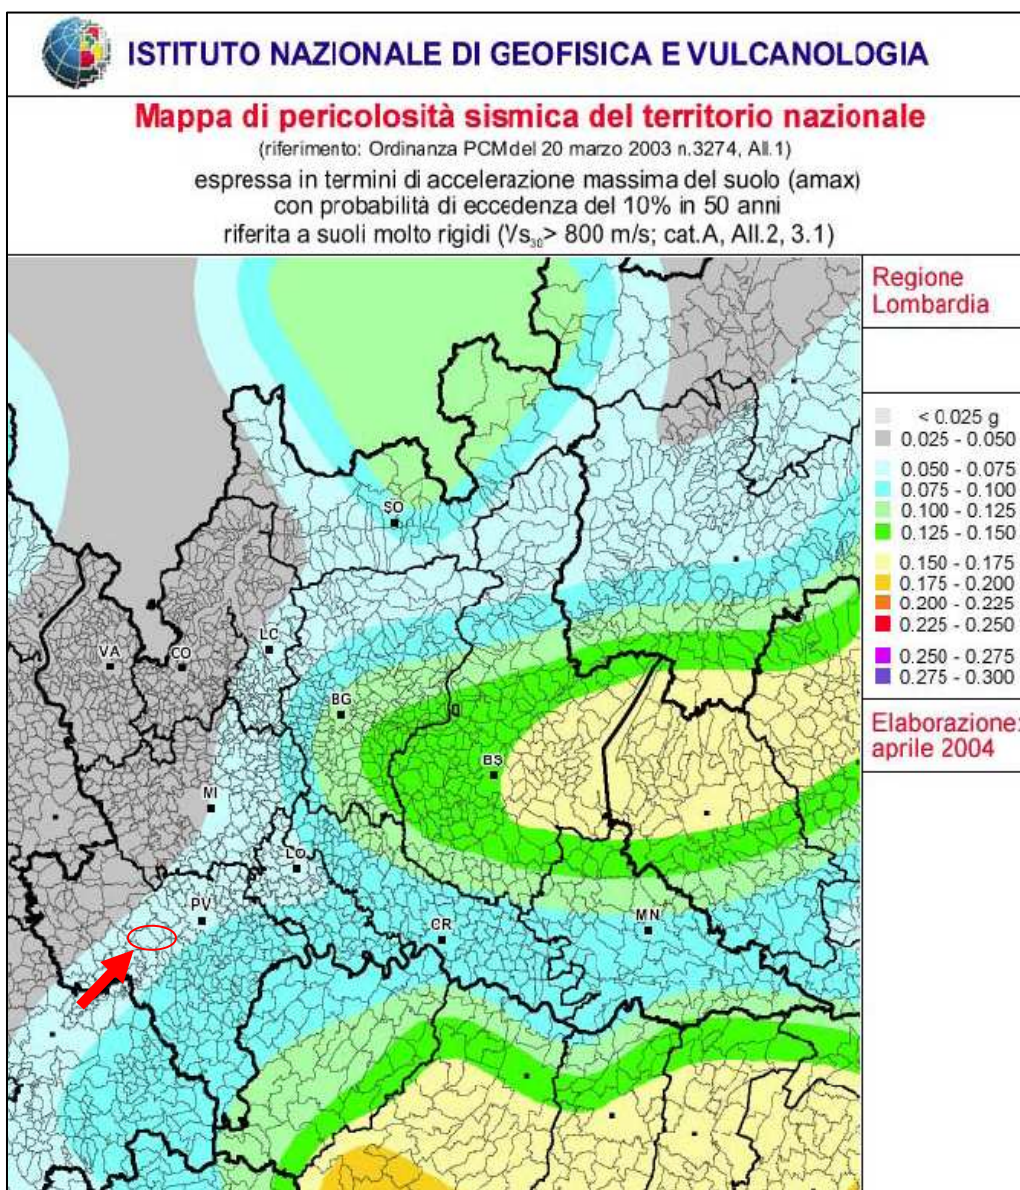 ISTITUTO NAZIONALE DI GEOFISICA E VULCANOLOGIA
Mappa di pericolosità sismica del territorio nazionale
(riferimento: Ordinanza PCM del 20 marzo 2003 n.3274, All.1)
espressa in termini di accelerazione massima del suolo (amax)
con probabilità di eccedenza del 10% in 50 anni
riferita a suoli molto rigidi (Vs₃₀> 800 m/s; cat.A, All.2, 3.1)
Regione
Lombardia
< 0.025 g
0.025 - 0.050
0.050 - 0.075
0.075 - 0.100
0.100 - 0.125
0.125 - 0.150
0.150 - 0.175
0.175 - 0.200
0.200 - 0.225
0.225 - 0.250
0.250 - 0.275
0.275 - 0.300
Elaborazione:
aprile 2004
SO
LC
VA
CO
BG
BS
MI
LO
PV
CR
MN